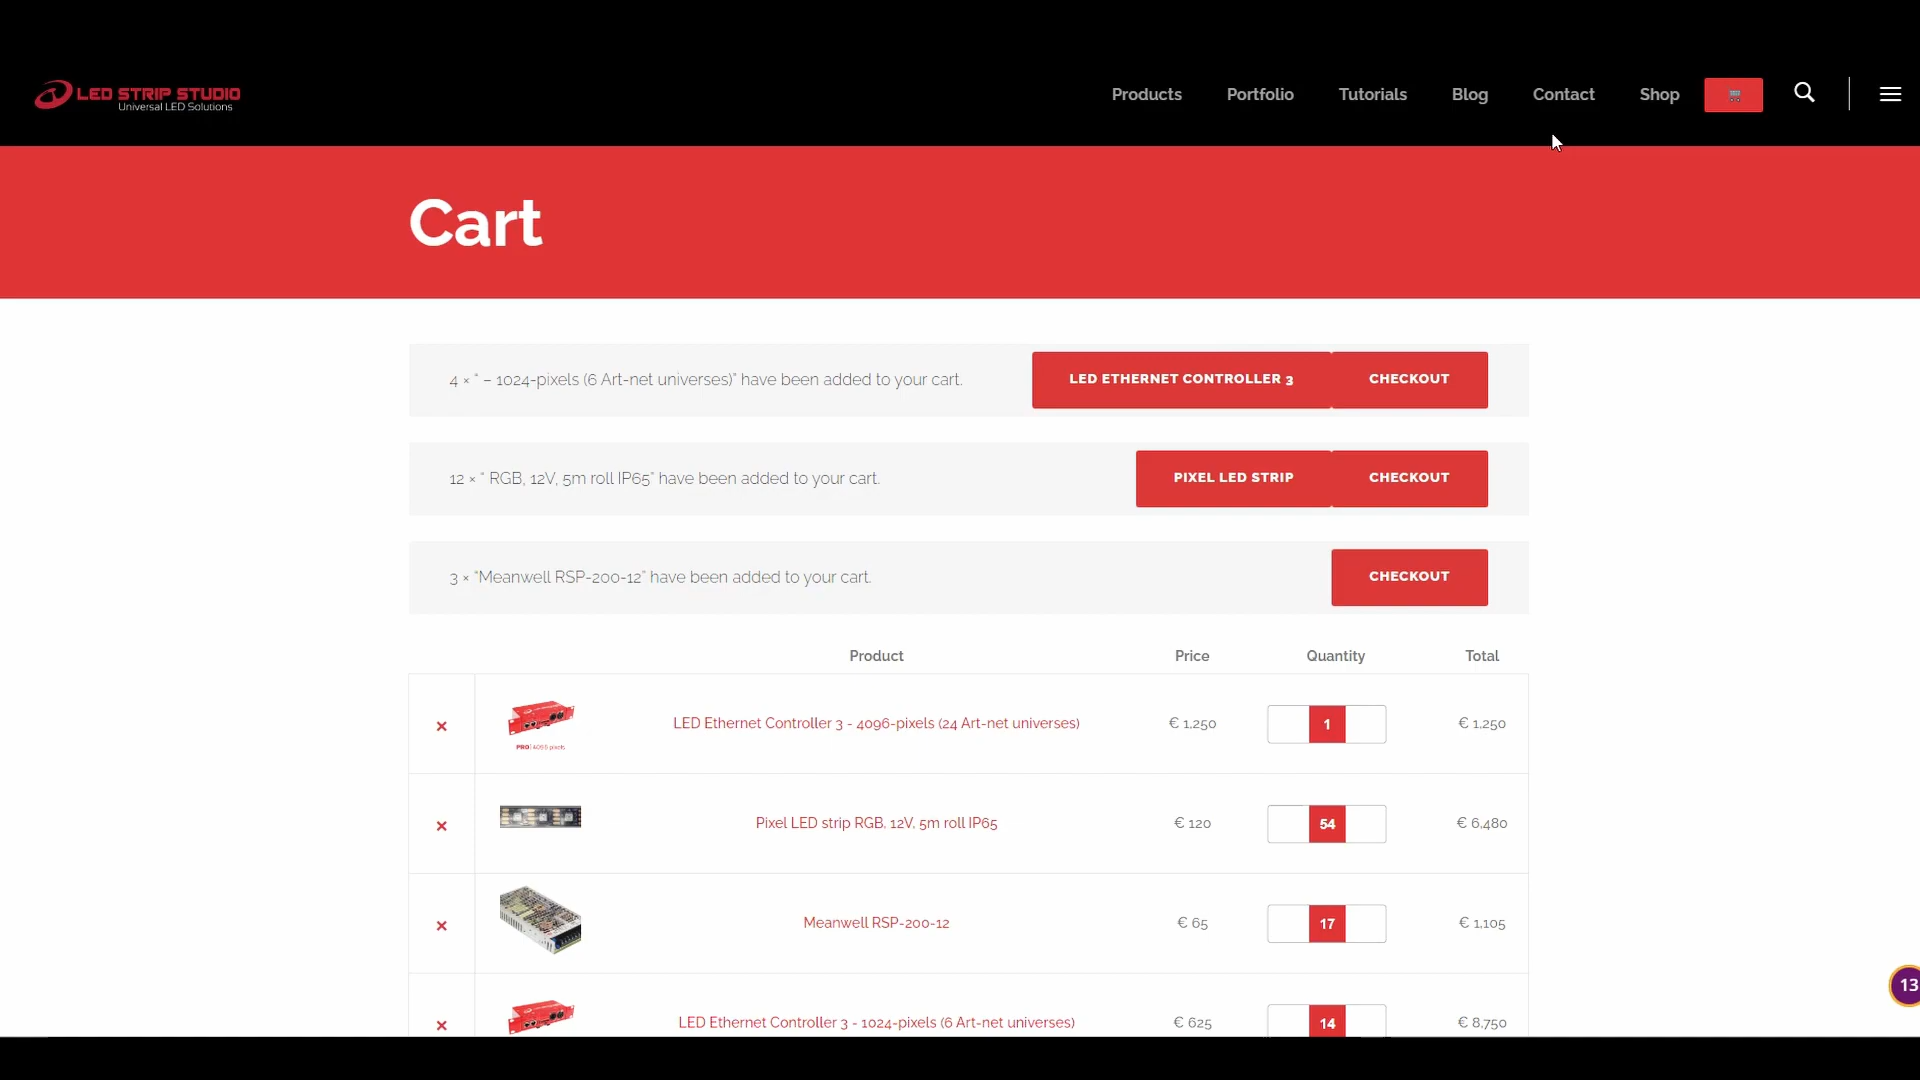 LED STRIP STUDIO
Universal LED Solutions
Products Portfolio Tutorials Blog Contact Shop
Cart
4 × “ – 1024-pixels (6 Art-net universes)” have been added to your cart. LED ETHERNET CONTROLLER 3 CHECKOUT
12 × “ RGB, 12V, 5m roll IP65” have been added to your cart. PIXEL LED STRIP CHECKOUT
3 × “Meanwell RSP-200-12” have been added to your cart. CHECKOUT
Product Price Quantity Total
× LED Ethernet Controller 3 - 4096-pixels (24 Art-net universes) € 1,250 1 € 1,250
PRO | 4096 pixels
× Pixel LED strip RGB, 12V, 5m roll IP65 € 120 54 € 6,480
× Meanwell RSP-200-12 € 65 17 € 1,105
× LED Ethernet Controller 3 - 1024-pixels (6 Art-net universes) € 625 14 € 8,750
13